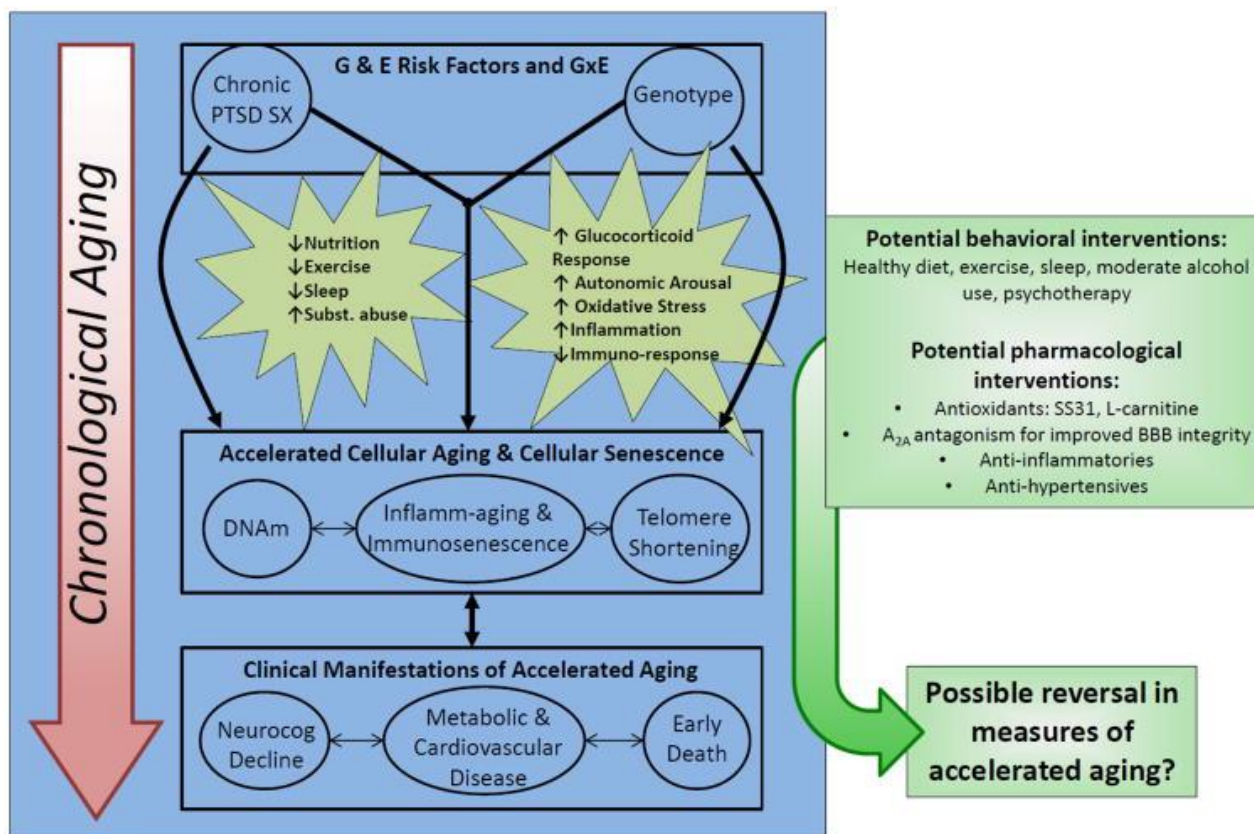 Chronological Aging
G & E Risk Factors and GxE
Chronic
PTSD SX
Genotype
↓Nutrition
↓Exercise
↓Sleep
↑Subst. abuse
↑ Glucocorticoid
Response
↑ Autonomic Arousal
↑ Oxidative Stress
↑Inflammation
↓Immuno-response
Accelerated Cellular Aging & Cellular Senescence
DNAm
Inflamm-aging &
Immunosenescence
Telomere
Shortening
Clinical Manifestations of Accelerated Aging
Neurocog
Decline
Metabolic &
Cardiovascular
Disease
Early
Death
Potential behavioral interventions:
Healthy diet, exercise, sleep, moderate alcohol
use, psychotherapy
Potential pharmacological
interventions:
• Antioxidants: SS31, L-carnitine
• A2A antagonism for improved BBB integrity
• Anti-inflammatories
• Anti-hypertensives
Possible reversal in
measures of
accelerated aging?